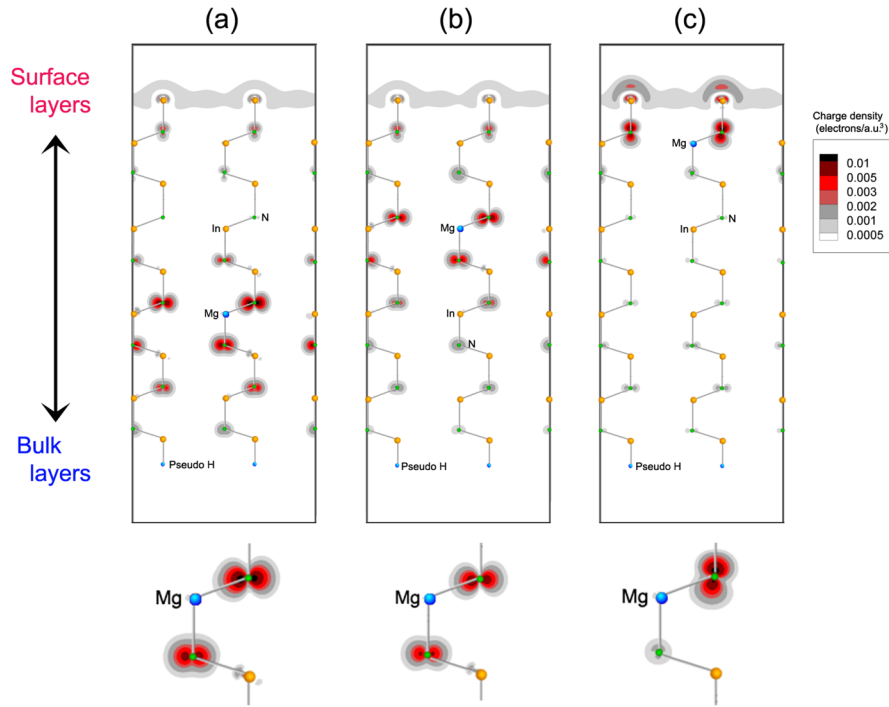 (a)
(b)
(c)
Surface
layers
Bulk
layers
Charge density
(electrons/a.u.³)
0.01
0.005
0.003
0.002
0.001
0.0005
N
In
Mg
Pseudo H
N
Mg
In
Pseudo H
Mg
N
In
Pseudo H
Mg
Mg
Mg